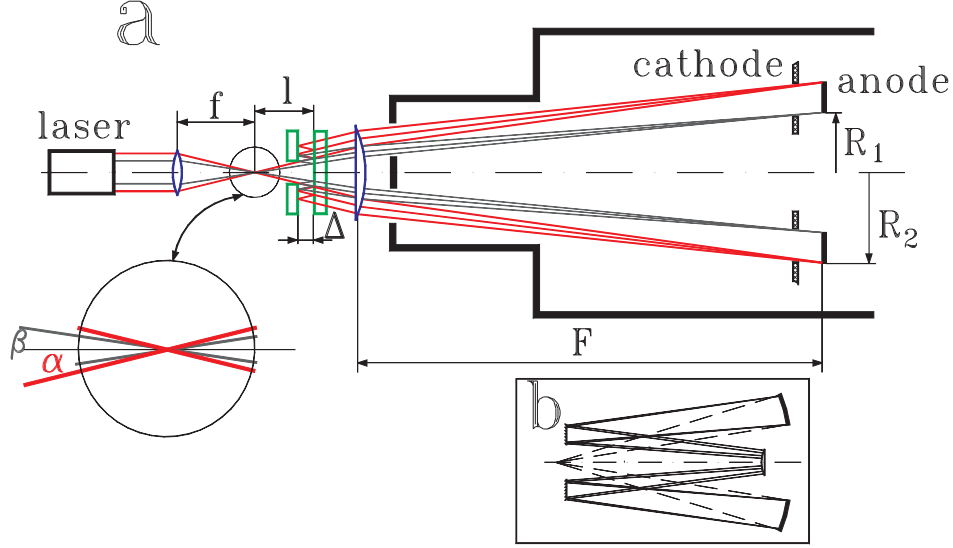 a
cathode
anode
laser
f
l
R₁
Δ
R₂
β
α
F
b